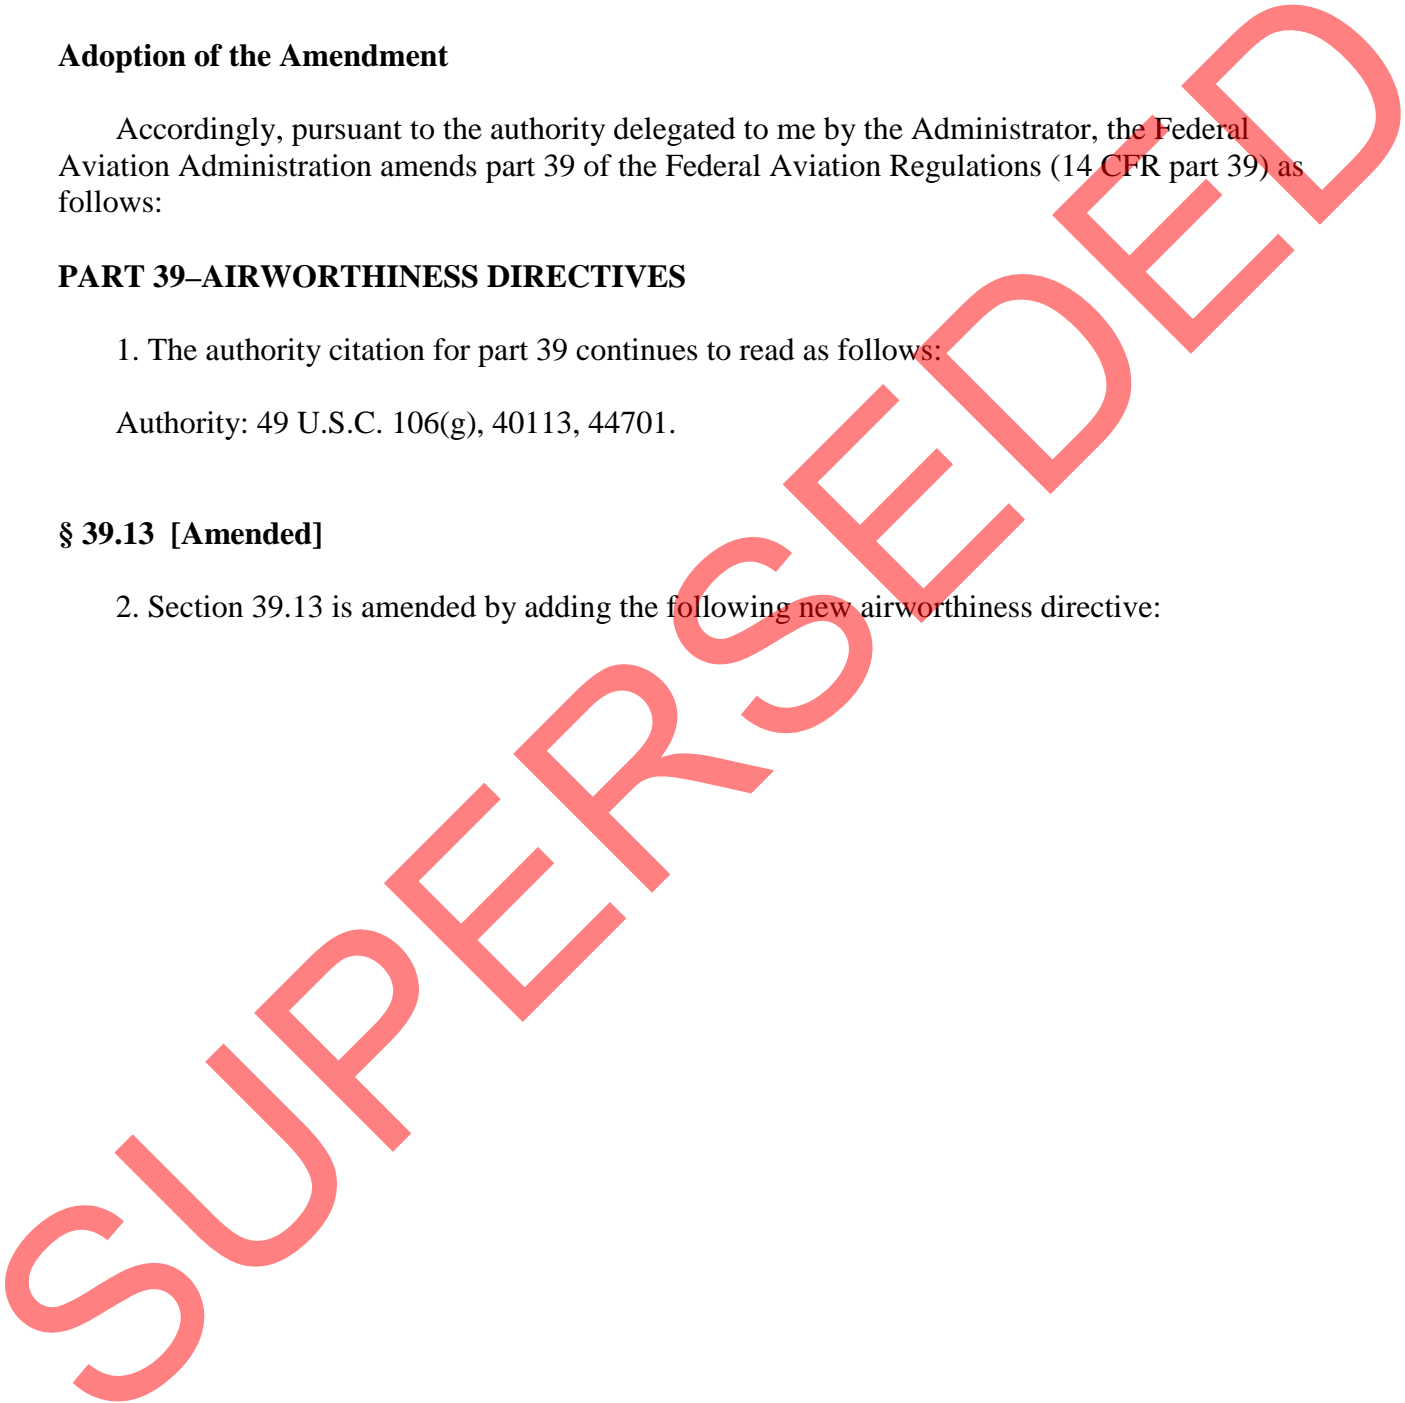 Adoption of the Amendment
Accordingly, pursuant to the authority delegated to me by the Administrator, the Federal
Aviation Administration amends part 39 of the Federal Aviation Regulations (14 CFR part 39) as
follows:
PART 39–AIRWORTHINESS DIRECTIVES
1. The authority citation for part 39 continues to read as follows:
Authority: 49 U.S.C. 106(g), 40113, 44701.
§ 39.13 [Amended]
2. Section 39.13 is amended by adding the following new airworthiness directive:
SUPERSEDED